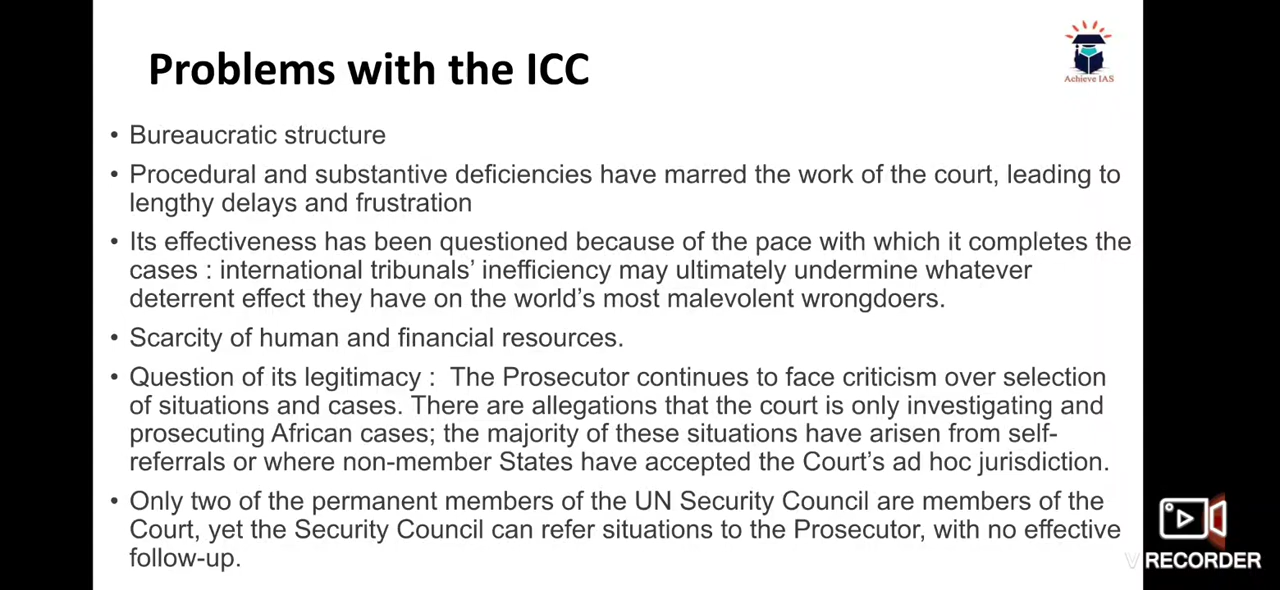 Problems with the ICC
Achieve IAS
• Bureaucratic structure
• Procedural and substantive deficiencies have marred the work of the court, leading to
lengthy delays and frustration
• Its effectiveness has been questioned because of the pace with which it completes the
cases : international tribunals' inefficiency may ultimately undermine whatever
deterrent effect they have on the world's most malevolent wrongdoers.
• Scarcity of human and financial resources.
• Question of its legitimacy : The Prosecutor continues to face criticism over selection
of situations and cases. There are allegations that the court is only investigating and
prosecuting African cases; the majority of these situations have arisen from self-
referrals or where non-member States have accepted the Court's ad hoc jurisdiction.
• Only two of the permanent members of the UN Security Council are members of the
Court, yet the Security Council can refer situations to the Prosecutor, with no effective
follow-up.
V RECORDER